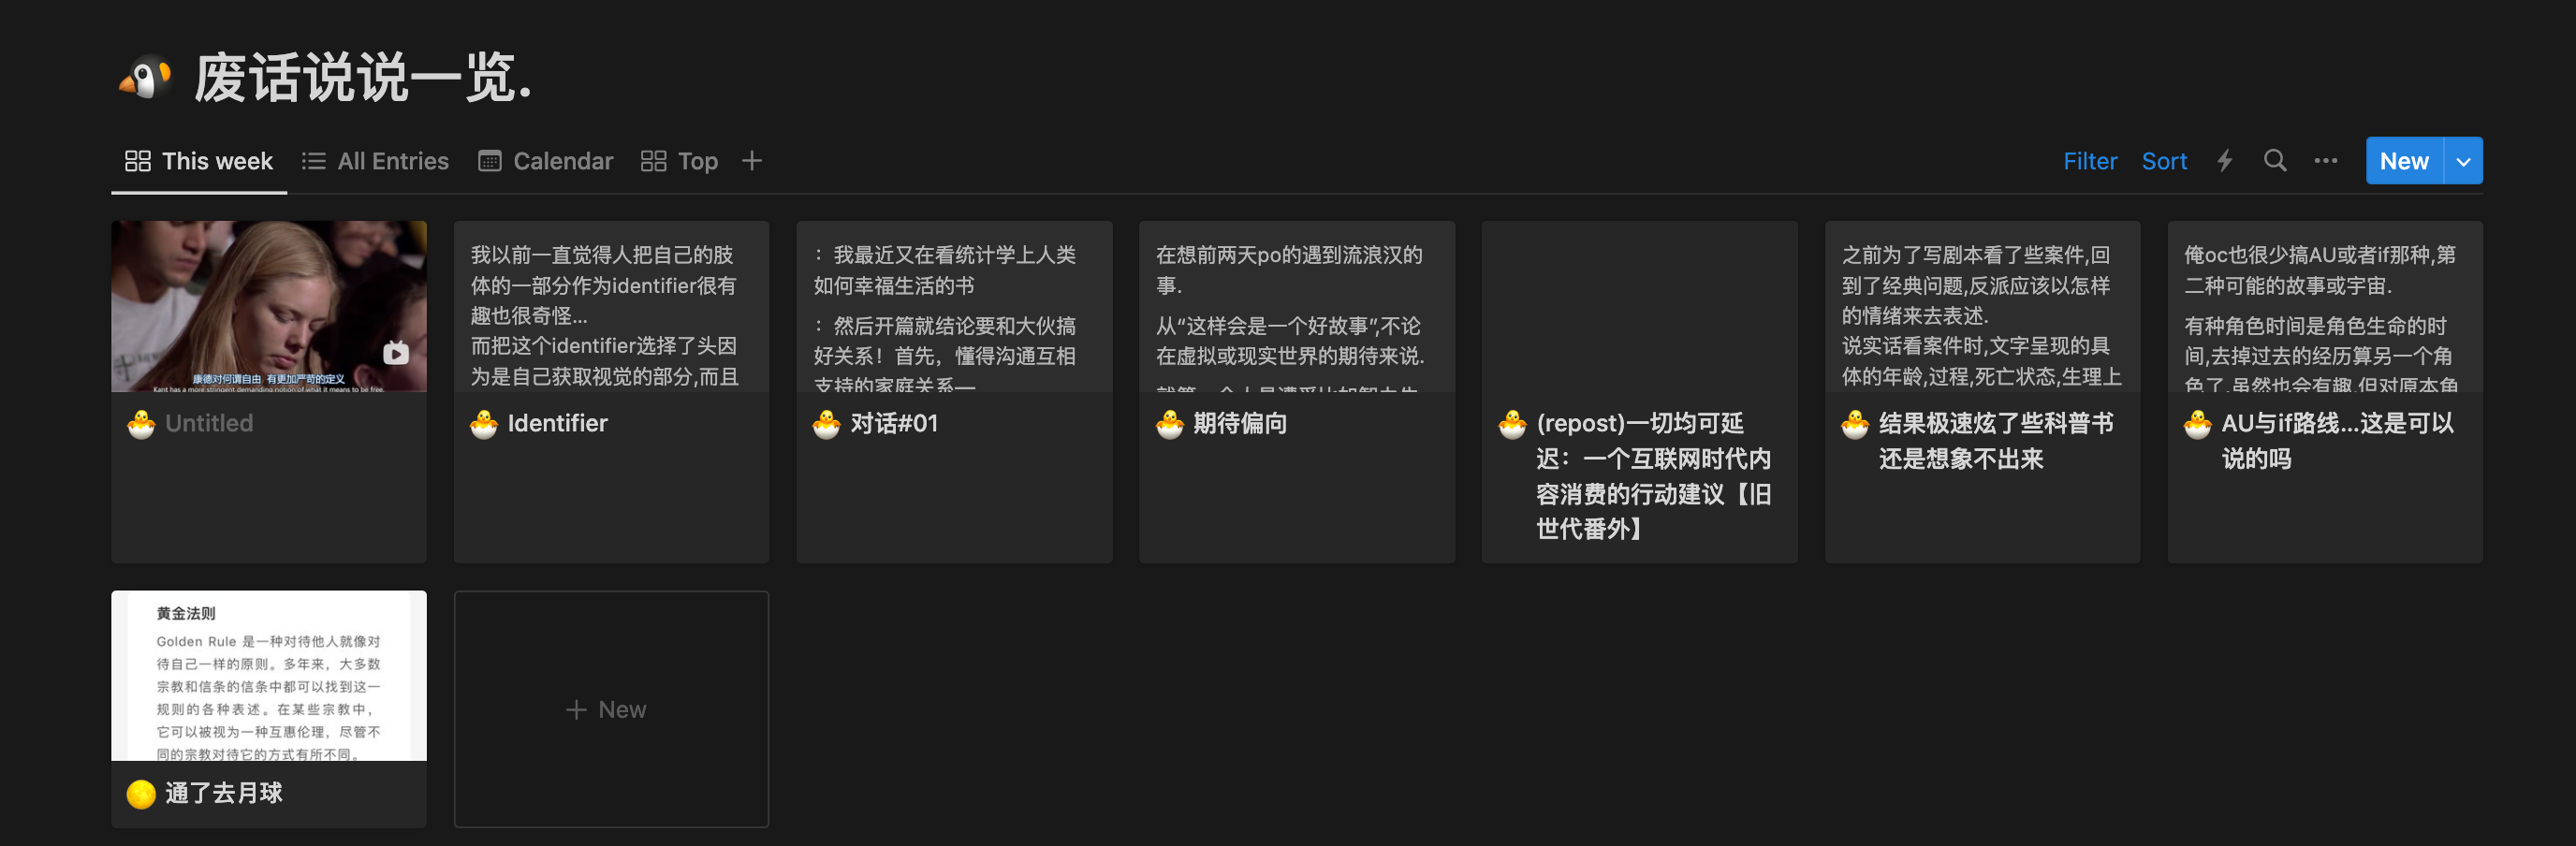 废话说说一览.
This week
All Entries
Calendar
Top
Filter
Sort
New
康德对何谓自由 有更加严苛的定义
Kant has a more stringent demanding notion of what it means to be free,
Untitled
我以前一直觉得人把自己的肢
体的一部分作为identifier很有
趣也很奇怪...
而把这个identifier选择了头因
为是自己获取视觉的部分,而且
Identifier
：我最近又在看统计学上人类
如何幸福生活的书
：然后开篇就结论要和大伙搞
好关系！首先，懂得沟通互相
支持的家庭关系—
对话#01
在想前两天po的遇到流浪汉的
事.
从“这样会是一个好故事”,不论
在虚拟或现实世界的期待来说.
期待偏向
(repost)一切均可延
迟：一个互联网时代内
容消费的行动建议【旧
世代番外】
之前为了写剧本看了些案件,回
到了经典问题,反派应该以怎样
的情绪来去表述.
说实话看案件时,文字呈现的具
体的年龄,过程,死亡状态,生理上
结果极速炫了些科普书
还是想象不出来
俺oc也很少搞AU或者if那种,第
二种可能的故事或宇宙.
有种角色时间是角色生命的时
间,去掉过去的经历算另一个角
色了.虽然也会有趣.但对原本角
AU与if路线...这是可以
说的吗
黄金法则
Golden Rule 是一种对待他人就像对
待自己一样的原则。多年来，大多数
宗教和信条的信条中都可以找到这一
规则的各种表述。在某些宗教中，
它可以被视为一种互惠伦理，尽管不
同的宗教对待它的方式有所不同。
通了去月球
New